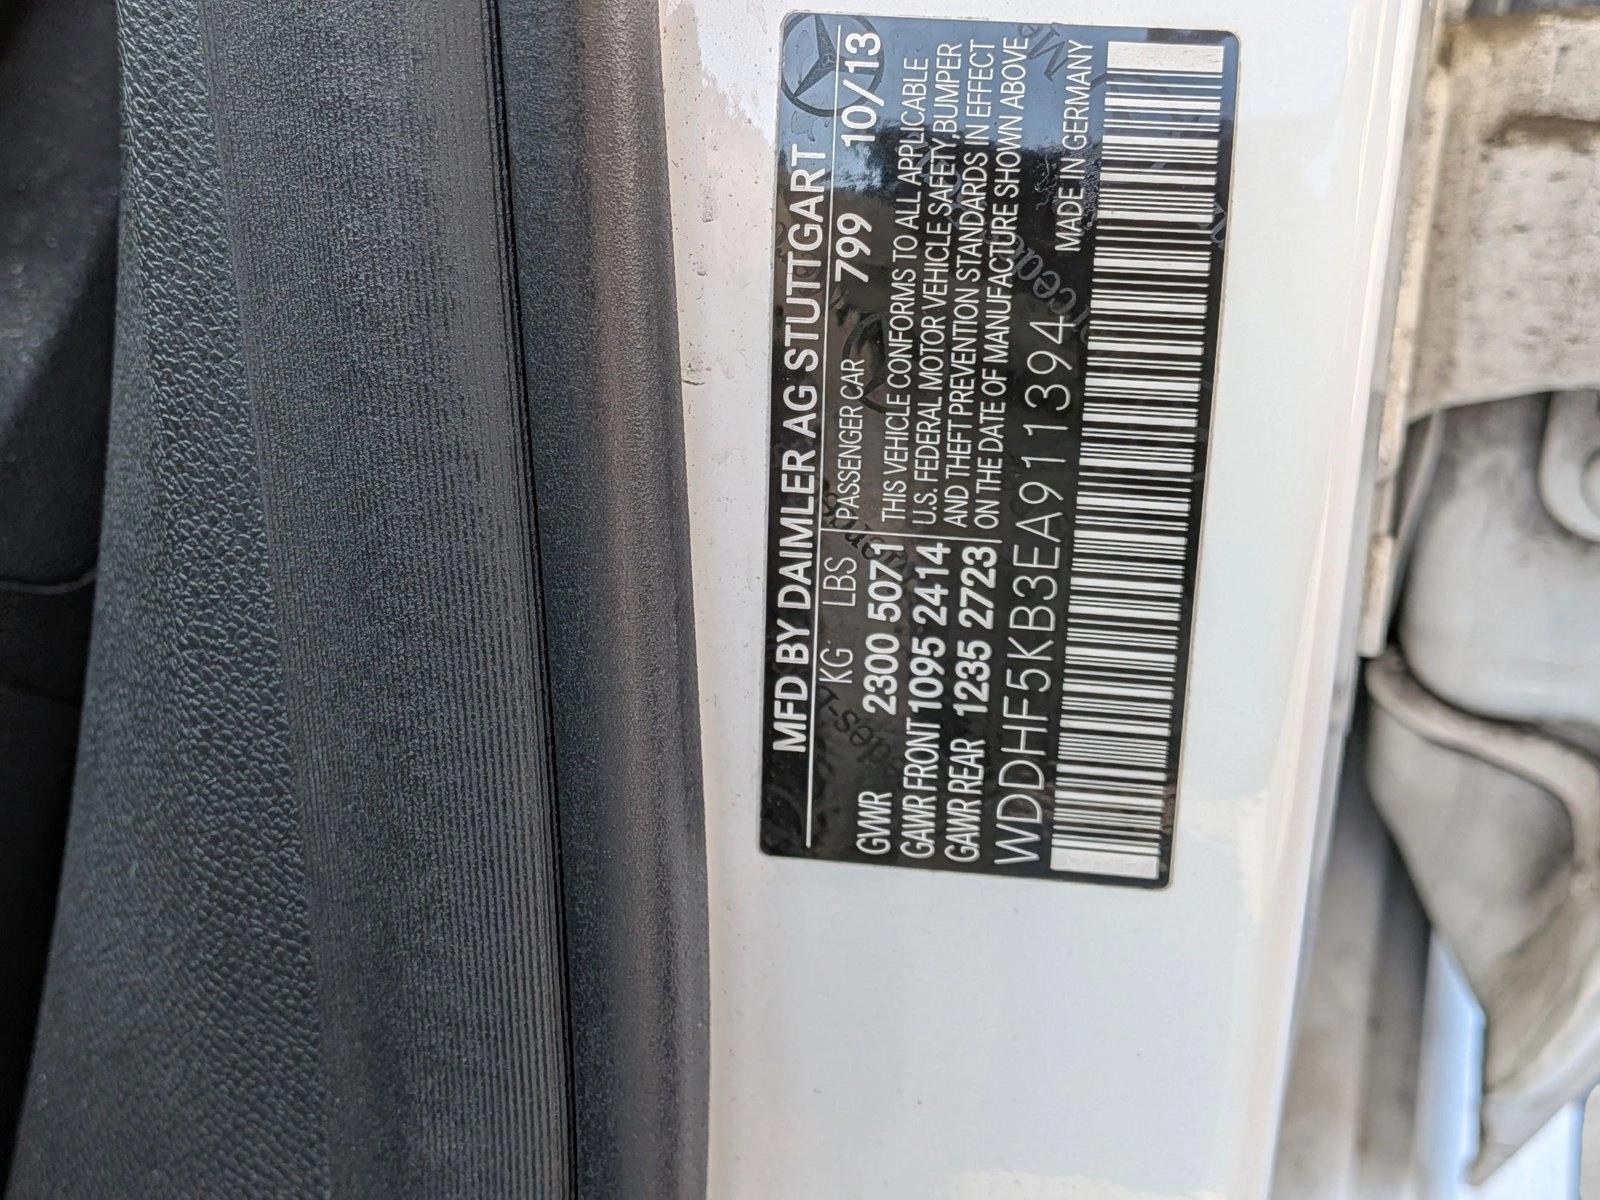 MFD BY DAIMLER AG STUTTGART
KG LBS PASSENGER CAR 799 10/13
GVWR 2300 5071 THIS VEHICLE CONFORMS TO ALL APPLICABLE
GAWR FRONT 1095 2414 U.S. FEDERAL MOTOR VEHICLE SAFETY, BUMPER
GAWR REAR 1235 2723 AND THEFT PREVENTION STANDARDS IN EFFECT
ON THE DATE OF MANUFACTURE SHOWN ABOVE
WDDHF5KB3EA911394 MADE IN GERMANY